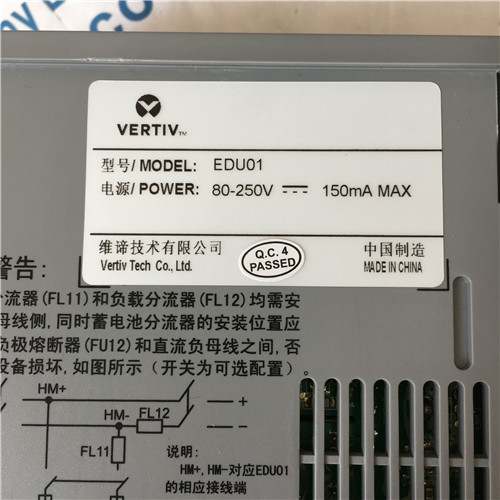 VERTIV™
型号/MODEL: EDU01
电源/POWER: 80-250V ⎓ 150mA MAX
维谛技术有限公司
Vertiv Tech Co., Ltd.
Q.C. 4
PASSED
中国制造
MADE IN CHINA
警告:
分流器(FL11)和负载分流器(FL12)均需安
母线侧,同时蓄电池分流器的安装位置应
负极熔断器(FU12)和直流负母线之间,否
设备损坏,如图所示(开关为可选配置)。
HM+
+
HM-
FL12
-
FL11
说明:
HM+, HM-对应EDU01
的相应接线端